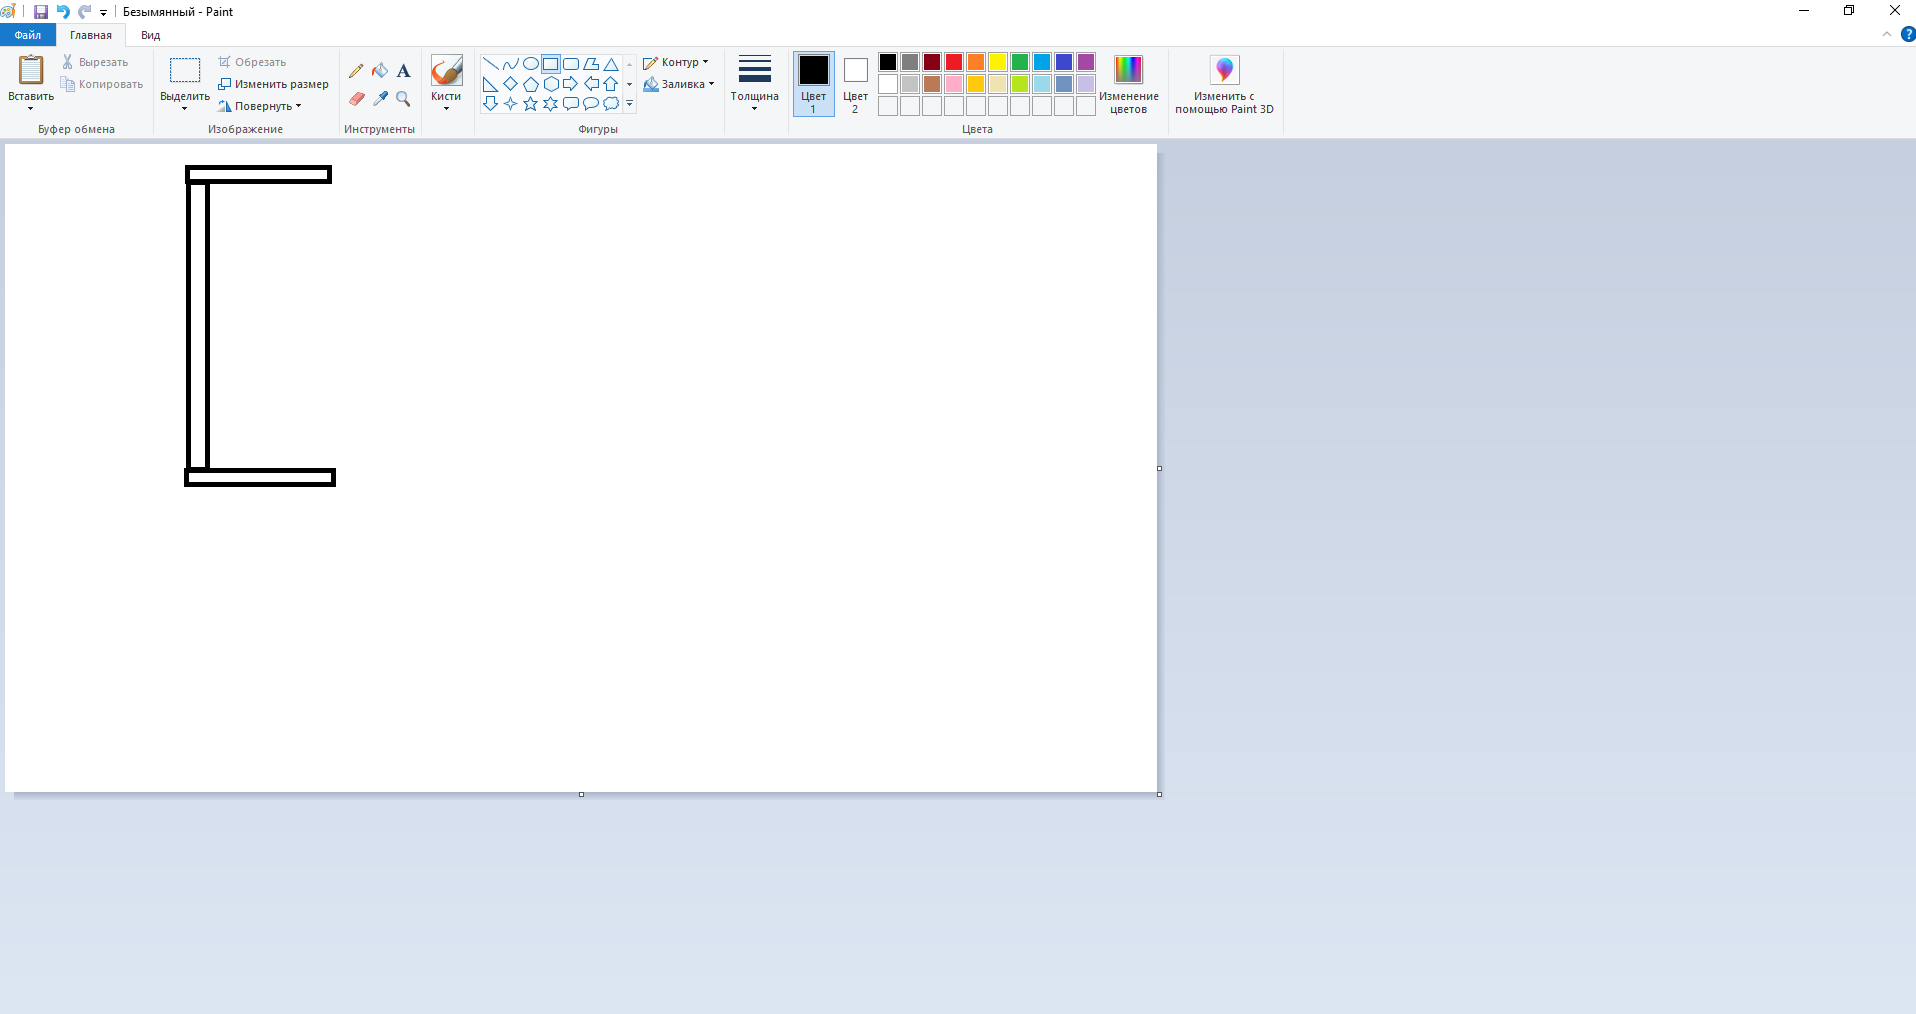 Безымянный - Paint
Файл Главная Вид
Вставить
Вырезать
Копировать
Буфер обмена
Выделить
Обрезать
Изменить размер
Повернуть
Изображение
A
Инструменты
Кисти
Контур
Заливка
Фигуры
Толщина
Цвет
1
Цвет
2
Изменение
цветов
Цвета
Изменить с
помощью Paint 3D
?